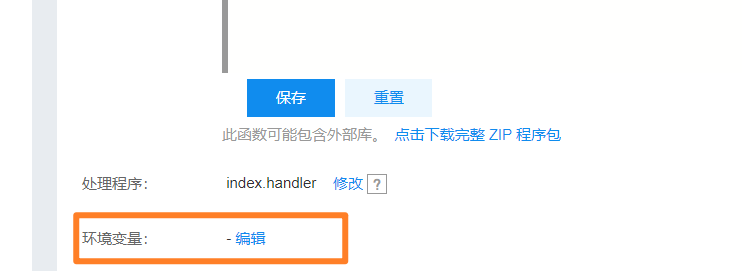 保存 重置
此函数可能包含外部库。 点击下载完整 ZIP 程序包
处理程序: index.handler 修改 ?
环境变量: - 编辑